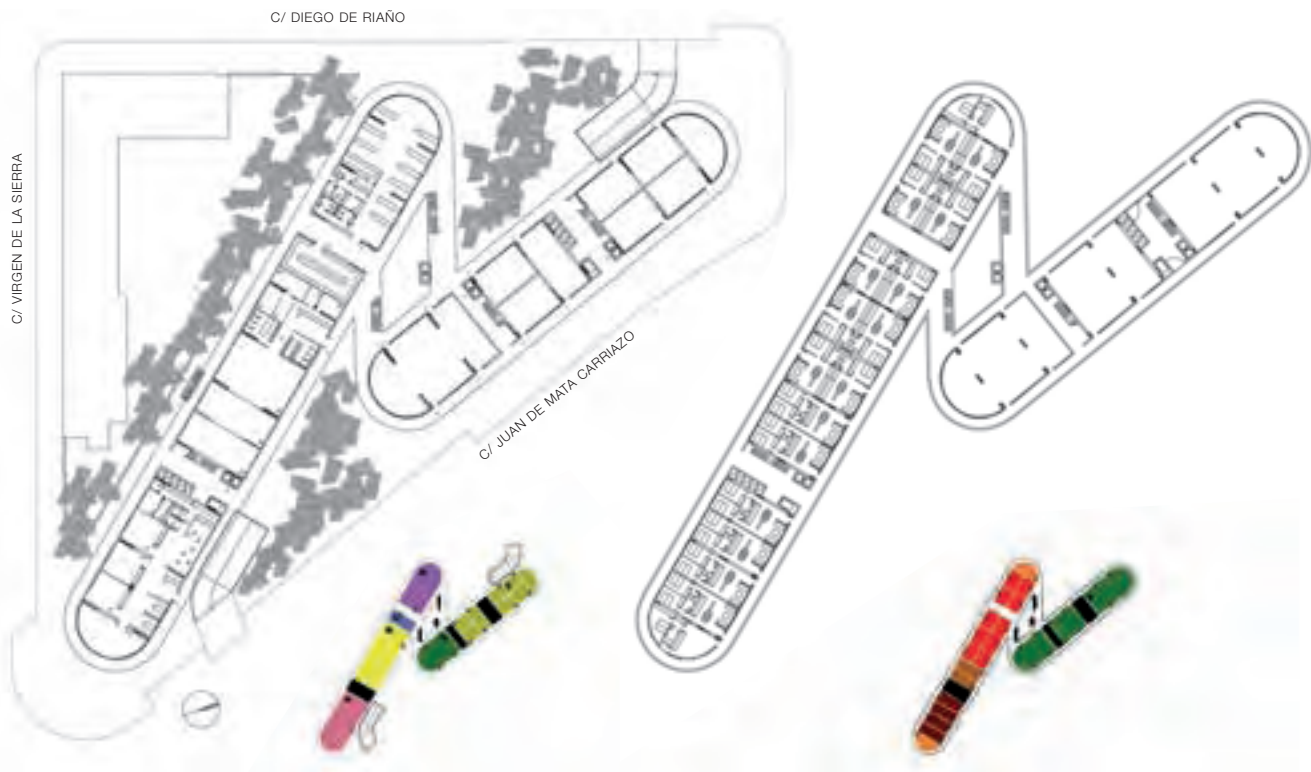 C/ DIEGO DE RIAÑO
C/ VIRGEN DE LA SIERRA
C/ JUAN DE MATA CARRIAZO